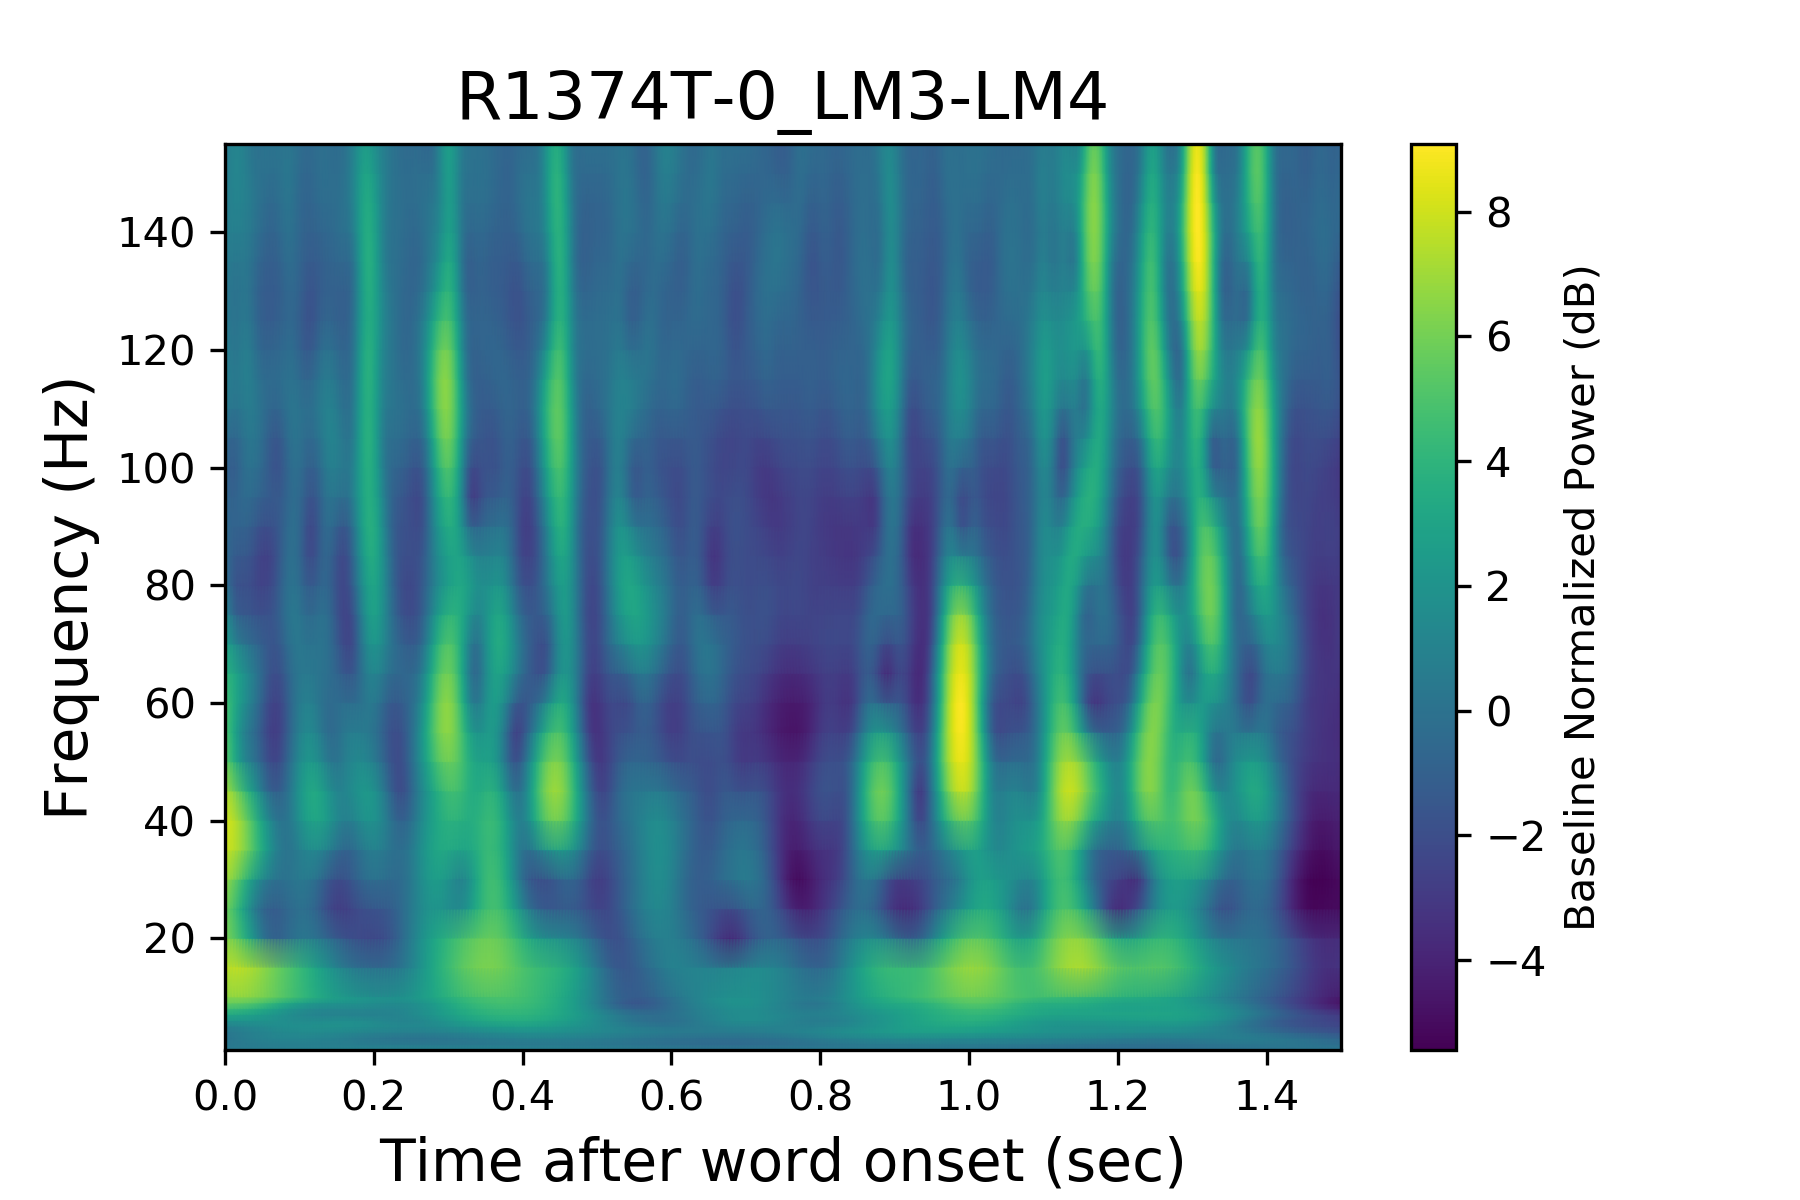 R1374T-0_LM3-LM4
Frequency (Hz)
140
120
100
80
60
40
20
0.0 0.2 0.4 0.6 0.8 1.0 1.2 1.4
Time after word onset (sec)
8
6
4
2
0
−2
−4
Baseline Normalized Power (dB)